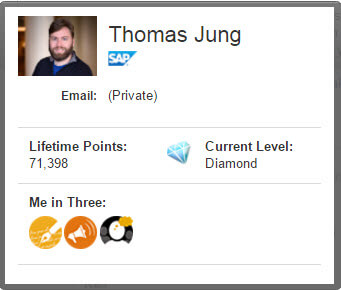 Thomas Jung
SAP
Email: (Private)
Lifetime Points:
71,398
Current Level:
Diamond
Me in Three: